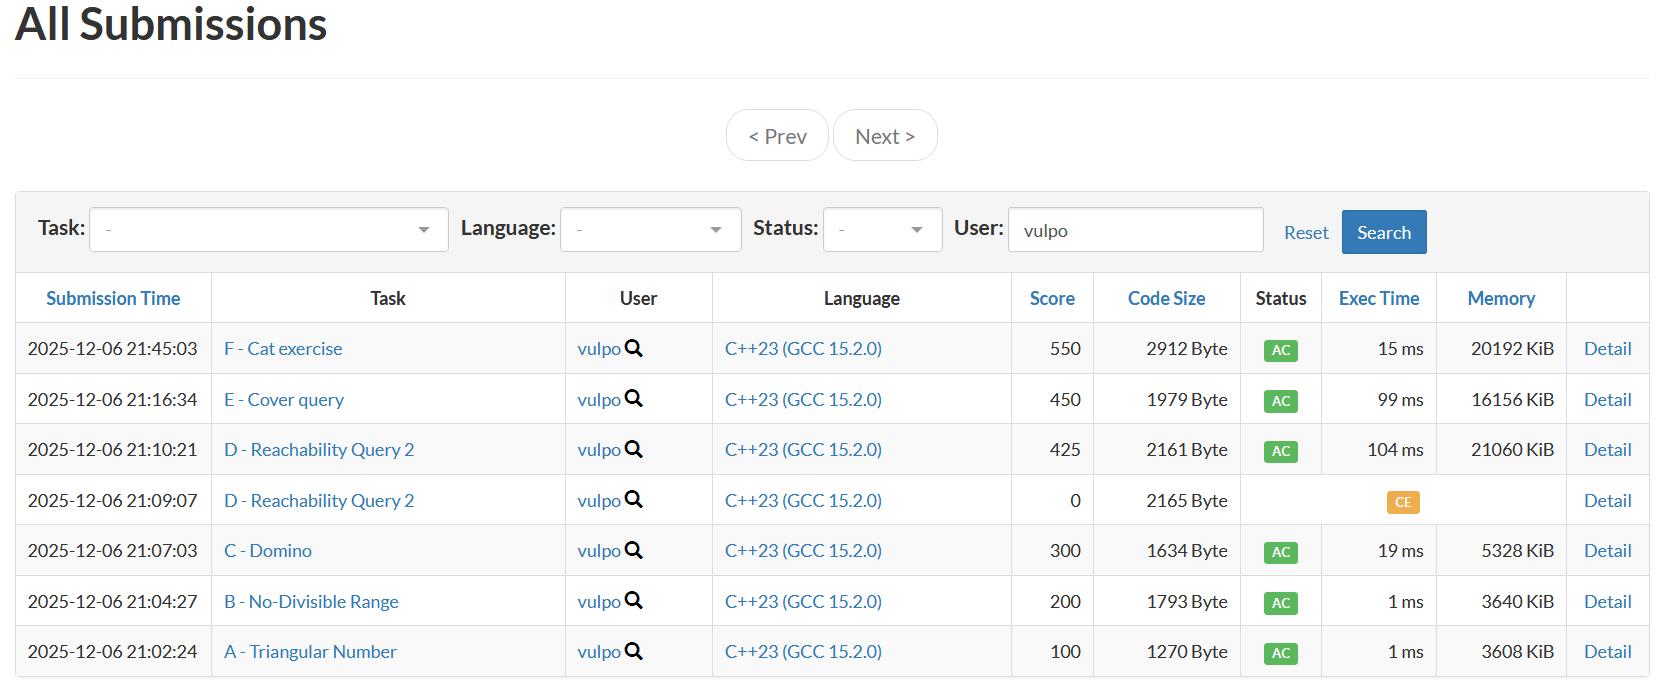 All Submissions
< Prev Next >
Task: - Language: - Status: - User: vulpo Reset Search
Submission Time Task User Language Score Code Size Status Exec Time Memory
2025-12-06 21:45:03 F - Cat exercise vulpo C++23 (GCC 15.2.0) 550 2912 Byte AC 15 ms 20192 KiB Detail
2025-12-06 21:16:34 E - Cover query vulpo C++23 (GCC 15.2.0) 450 1979 Byte AC 99 ms 16156 KiB Detail
2025-12-06 21:10:21 D - Reachability Query 2 vulpo C++23 (GCC 15.2.0) 425 2161 Byte AC 104 ms 21060 KiB Detail
2025-12-06 21:09:07 D - Reachability Query 2 vulpo C++23 (GCC 15.2.0) 0 2165 Byte CE Detail
2025-12-06 21:07:03 C - Domino vulpo C++23 (GCC 15.2.0) 300 1634 Byte AC 19 ms 5328 KiB Detail
2025-12-06 21:04:27 B - No-Divisible Range vulpo C++23 (GCC 15.2.0) 200 1793 Byte AC 1 ms 3640 KiB Detail
2025-12-06 21:02:24 A - Triangular Number vulpo C++23 (GCC 15.2.0) 100 1270 Byte AC 1 ms 3608 KiB Detail